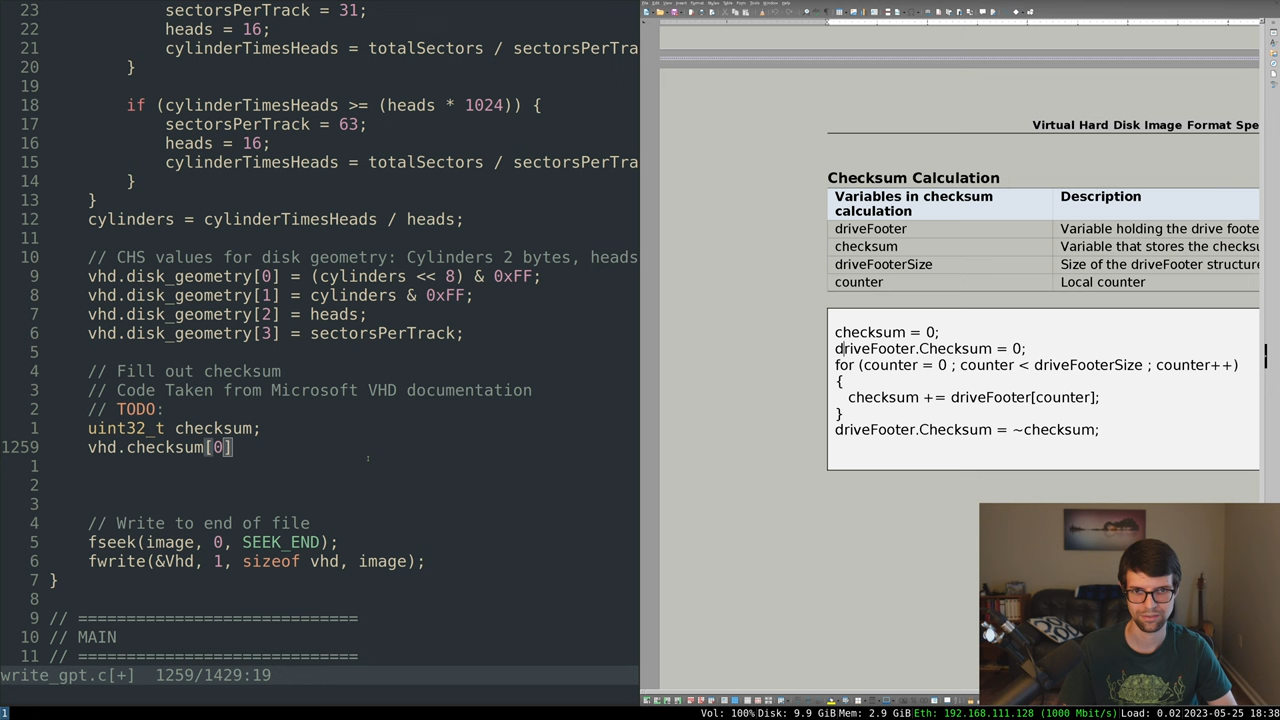 23 sectorsPerTrack = 31;
22 heads = 16;
21 cylinderTimesHeads = totalSectors / sectorsPerTra
20 }
19
18 if (cylinderTimesHeads >= (heads * 1024)) {
17 sectorsPerTrack = 63;
16 heads = 16;
15 cylinderTimesHeads = totalSectors / sectorsPerTra
14 }
13 }
12 cylinders = cylinderTimesHeads / heads;
11
10 // CHS values for disk geometry: Cylinders 2 bytes, heads
9 vhd.disk_geometry[0] = (cylinders << 8) & 0xFF;
8 vhd.disk_geometry[1] = cylinders & 0xFF;
7 vhd.disk_geometry[2] = heads;
6 vhd.disk_geometry[3] = sectorsPerTrack;
5
4 // Fill out checksum
3 // Code Taken from Microsoft VHD documentation
2 // TODO:
1 uint32_t checksum;
1259 vhd.checksum[0]
1
2
3
4 // Write to end of file
5 fseek(image, 0, SEEK_END);
6 fwrite(&Vhd, 1, sizeof vhd, image);
7 }
8
9 // =============================
10 // MAIN
11 // =============================
write_gpt.c[+] 1259/1429:19
Virtual Hard Disk Image Format Spe
Checksum Calculation
Variables in checksum calculation Description
driveFooter Variable holding the drive foote
checksum Variable that stores the checksu
driveFooterSize Size of the driveFooter structure
counter Local counter
checksum = 0;
driveFooter.Checksum = 0;
for (counter = 0 ; counter < driveFooterSize ; counter++)
{
checksum += driveFooter[counter];
}
driveFooter.Checksum = ~checksum;
1 Vol: 100% Disk: 9.9 GiB Mem: 2.9 GiB Eth: 192.168.111.128 (1000 Mbit/s) Load: 0.02 2023-05-25 18:38